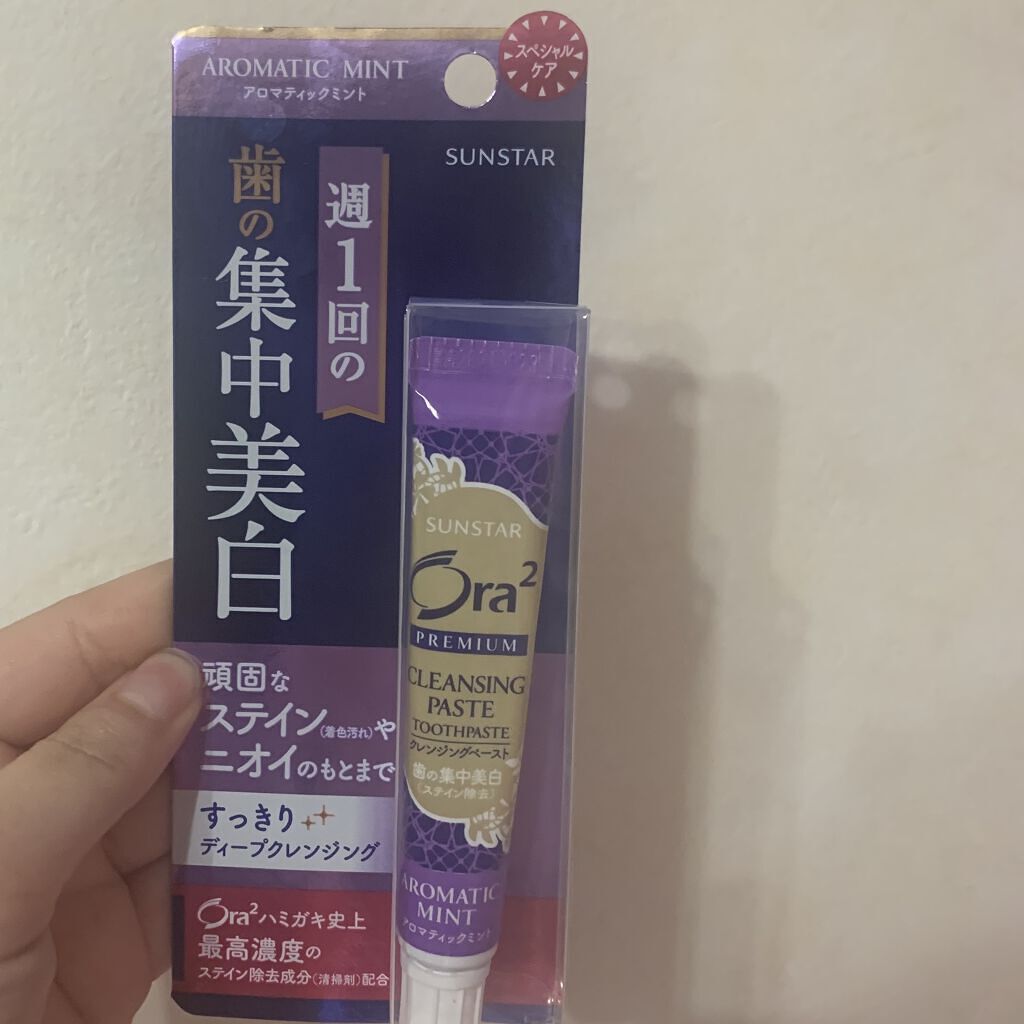 AROMATIC MINT
アロマティックミント
スペシャル
ケア
SUNSTAR
週1回の
歯の集中美白
頑固な
ステイン(着色汚れ)や
ニオイのもとまで
すっきり
ディープクレンジング
Ora²ハミガキ史上
最高濃度の
ステイン除去成分(清掃剤)配合
SUNSTAR
Ora²
PREMIUM
CLEANSING
PASTE
TOOTHPASTE
クレンジングペースト
歯の集中美白
(ステイン除去)
AROMATIC
MINT
アロマティックミント